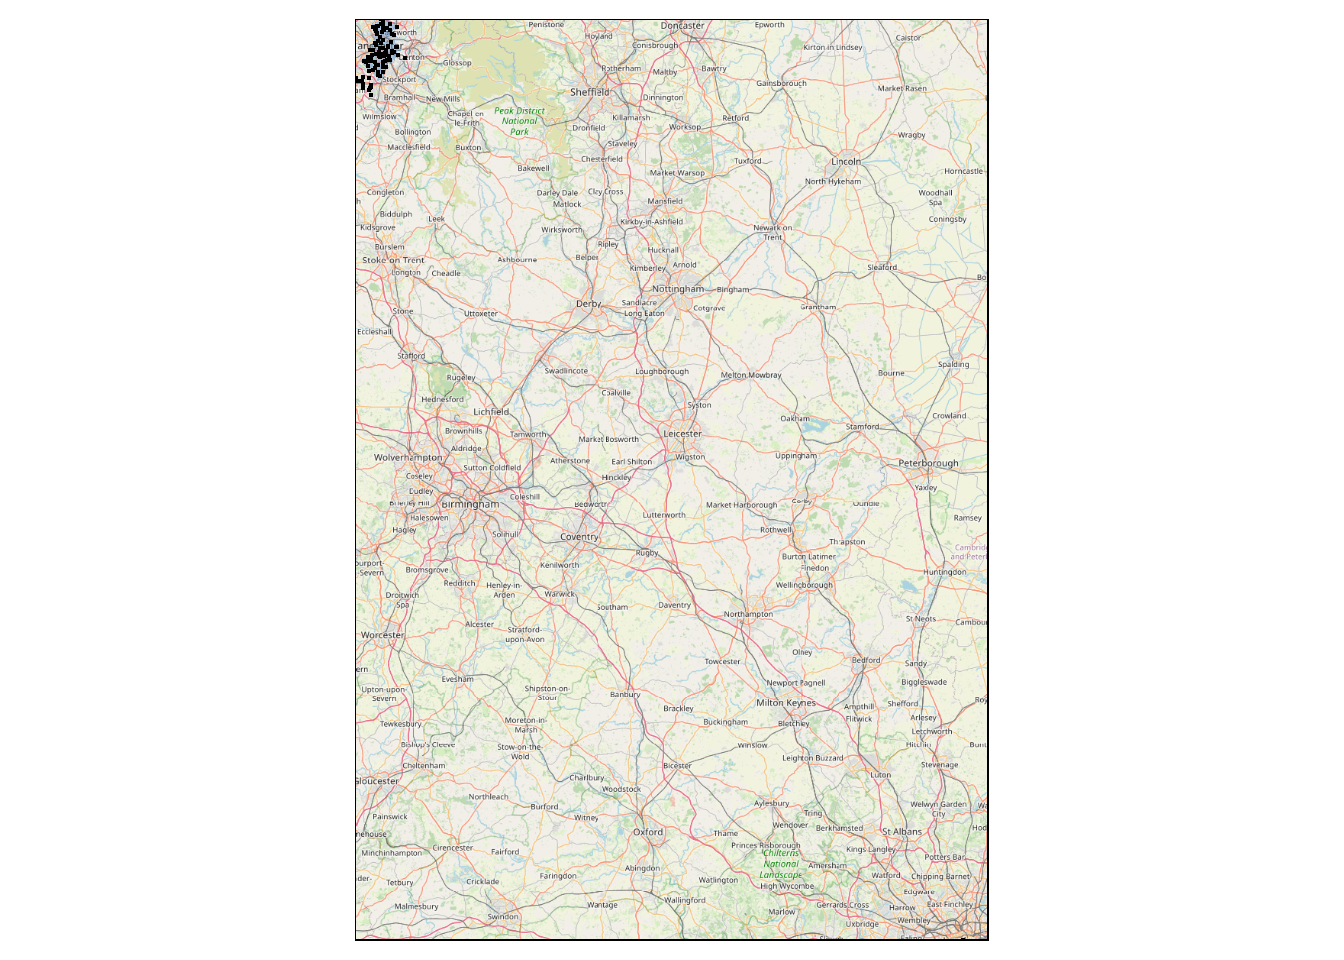 Penistone
Doncaster
Epworth
Hoyland
Conisbrough
Kirton in Lindsey
Caistor
Glossop
Rotherham
Maltby
Bawtry
Gainsborough
Market Rasen
Stockport
Sheffield
Dinnington
Bramhall
New Mills
Chapel en
le-Frith
Peak District
National
Park
Killamarsh
Retford
Wilmslow
Bollington
Dronfield
Worksop
Wragby
Macclesfield
Buxton
Staveley
Chesterfield
Tuxford
Lincoln
Bakewell
Market Warsop
North Hykeham
Horncastle
Congleton
Darley Dale
Clay Cross
Matlock
Mansfield
Woodhall
Spa
Biddulph
Leek
Kirkby-in-Ashfield
Coningsby
Kidsgrove
Wirksworth
Newark on
Trent
Burslem
Ripley
Hucknall
Stoke on Trent
Ashbourne
Belper
Kimberley
Arnold
Sleaford
Longton
Cheadle
Nottingham
Bingham
Bo
Stone
Uttoxeter
Derby
Sandiacre
Long Eaton
Cotgrave
Grantham
Eccleshall
Stafford
Spalding
Rugeley
Swadlincote
Loughborough
Melton Mowbray
Bourne
Hednesford
Coalville
Lichfield
Syston
Oakham
Crowland
Brownhills
Tamworth
Market Bosworth
Leicester
Stamford
Aldridge
Wolverhampton
Sutton Coldfield
Atherstone
Earl Shilton
Wigston
Uppingham
Peterborough
Coseley
Hinckley
Dudley
Coleshill
Yaxley
Brierley Hill
Birmingham
Bedworth
Market Harborough
Corby
Oundle
Halesowen
Lutterworth
Ramsey
Hagley
Solihull
Coventry
Rothwell
Thrapston
Rugby
Burton Latimer
Cambridge
and Peter
ourport-
Severn
Bromsgrove
Kenilworth
Finedon
Huntingdon
Redditch
Henley-in-
Arden
Wellingborough
Droitwich
Spa
Warwick
Southam
Daventry
Northampton
St Neots
Cambou
Worcester
Alcester
Stratford-
upon-Avon
Olney
Bedford
Sandy
ern
Towcester
Evesham
Newport Pagnell
Biggleswade
Upton-upon-
Severn
Shipston-on-
Stour
Banbury
Milton Keynes
Ampthill
Shefford
Roy
Brackley
Tewkesbury
Moreton-in-
Marsh
Buckingham
Bletchley
Flitwick
Arlesey
Letchworth
Bishop's Cleeve
Stow-on-the-
Wold
Winslow
Hitchin
Bunt
Cheltenham
Bicester
Leighton Buzzard
Stevenage
Gloucester
Charlbury
Luton
Woodstock
Northleach
Burford
Aylesbury
Welwyn Garden
City
Wa
Painswick
Witney
Tring
nehouse
Oxford
Thame
Wendover
Berkhamsted
St Albans
Hod
Cirencester
Princes Risborough
Kings Langley
Minchinhampton
Fairford
Chilterns
National
Landscape
Potters Bar
Abingdon
Amersham
der-
Tetbury
Cricklade
Faringdon
Watlington
High Wycombe
Watford
Chipping Barnet
Edgware
Malmesbury
Wantage
Wallingford
Marlow
Gerrards Cross
Harrow
East Finchley
Swindon
Uxbridge
Wembley